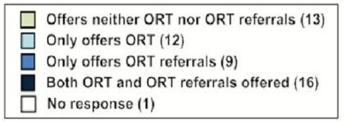 Offers neither ORT nor ORT referrals (13)
Only offers ORT (12)
Only offers ORT referrals (9)
Both ORT and ORT referrals offered (16)
No response (1)